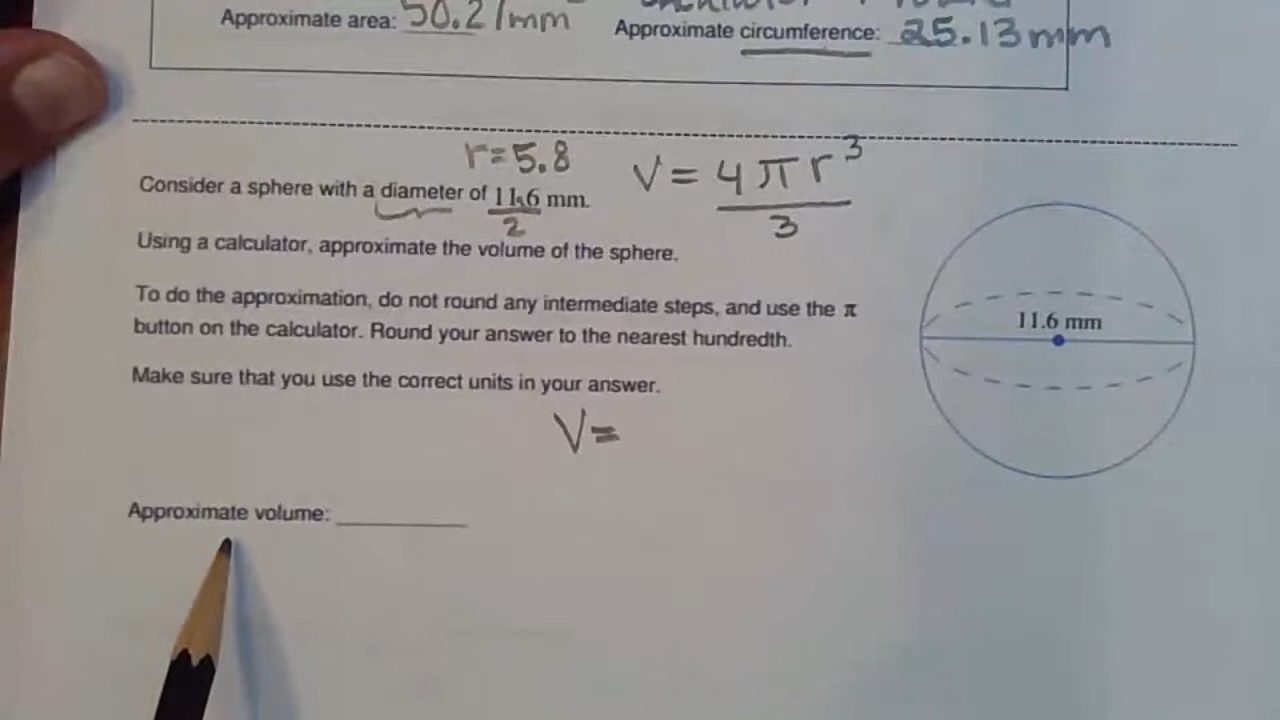 Approximate area: 50.27mm
Approximate circumference: 25.13mm
r=5.8
V = 4πr³
3
Consider a sphere with a diameter of 11.6 mm.
2
Using a calculator, approximate the volume of the sphere.
To do the approximation, do not round any intermediate steps, and use the π
button on the calculator. Round your answer to the nearest hundredth.
Make sure that you use the correct units in your answer.
V=
11.6 mm
Approximate volume: